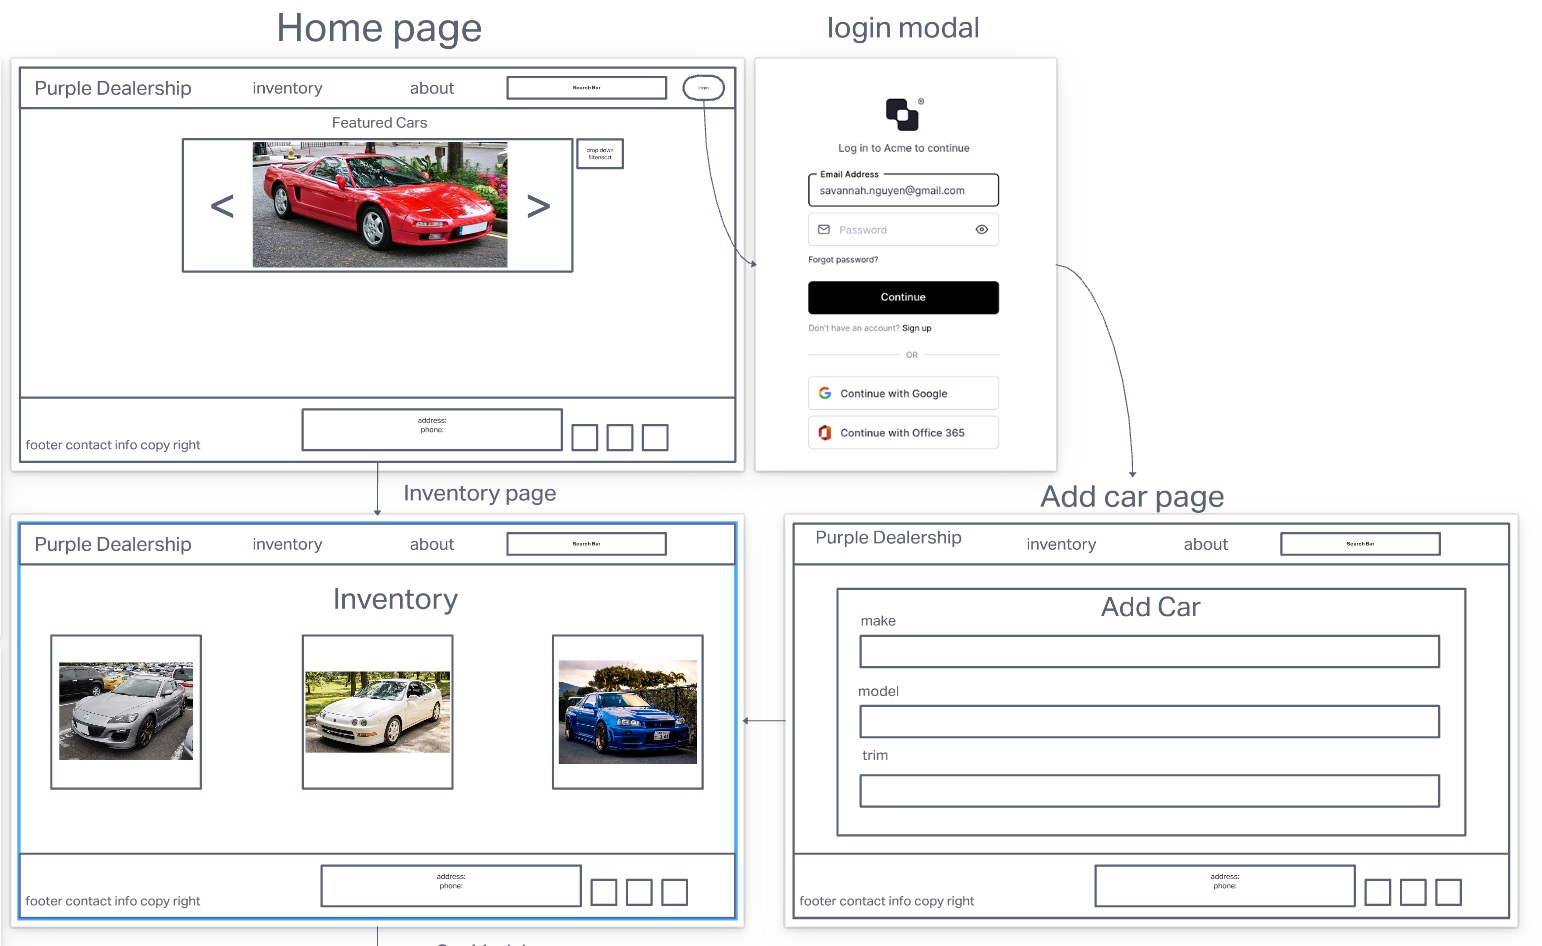 Home page
login modal
Purple Dealership
inventory
about
Search Bar
login
Featured Cars
drop down
filter/sort
<
>
address:
phone:
footer contact info copy right
®
Log in to Acme to continue
Email Address
savannah.nguyen@gmail.com
Password
Forgot password?
Continue
Don't have an account? Sign up
OR
Continue with Google
Continue with Office 365
Inventory page
Purple Dealership
inventory
about
Search Bar
Inventory
address:
phone:
footer contact info copy right
Add car page
Purple Dealership
inventory
about
Search Bar
Add Car
make
model
trim
address:
phone:
footer contact info copy right